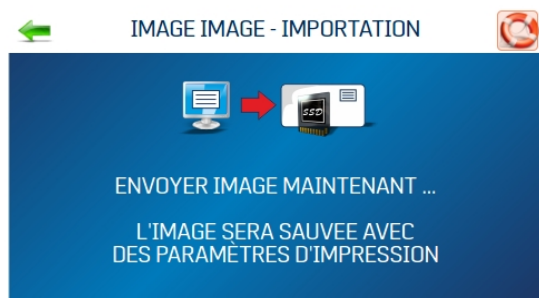 IMAGE IMAGE - IMPORTATION
SSD
ENVOYER IMAGE MAINTENANT ...
L'IMAGE SERA SAUVEE AVEC
DES PARAMÈTRES D'IMPRESSION